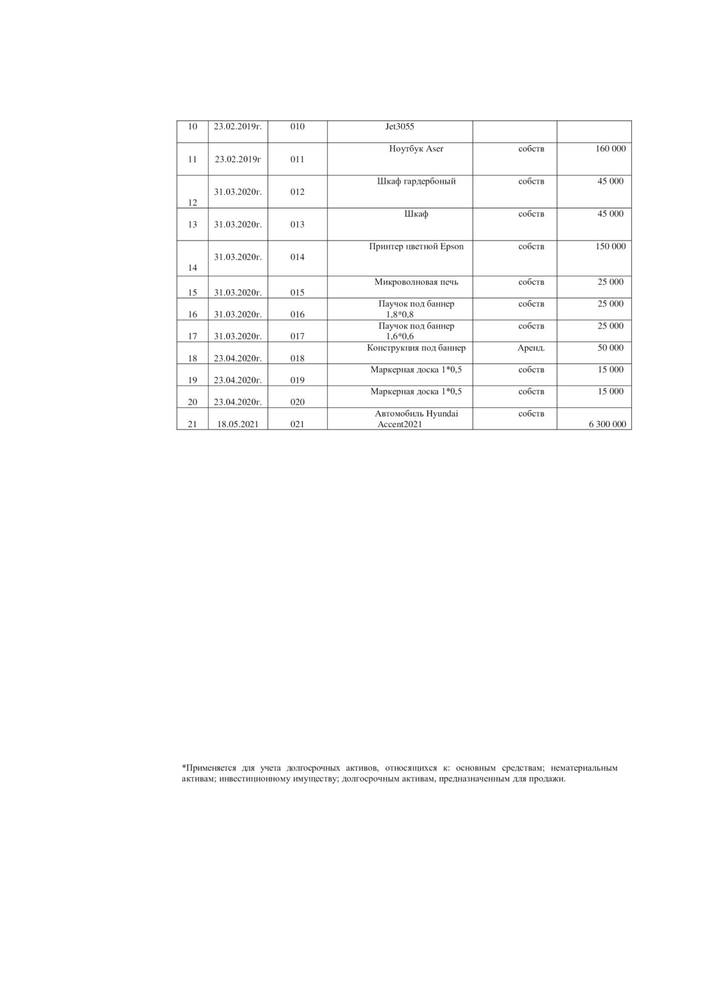 10 23.02.2019г. 010 Jet3055
Ноутбук Aser собств 160 000
11 23.02.2019г 011
Шкаф гардербоный собств 45 000
31.03.2020г. 012
12
Шкаф собств 45 000
13 31.03.2020г. 013
Принтер цветной Epson собств 150 000
31.03.2020г. 014
14
Микроволновая печь собств 25 000
15 31.03.2020г. 015
Паучок под баннер собств 25 000
16 31.03.2020г. 016 1,8*0,8
Паучок под баннер собств 25 000
17 31.03.2020г. 017 1,6*0,6
Конструкция под баннер Аренд. 50 000
18 23.04.2020г. 018
Маркерная доска 1*0,5 собств 15 000
19 23.04.2020г. 019
Маркерная доска 1*0,5 собств 15 000
20 23.04.2020г. 020
Автомобиль Hyundai собств
21 18.05.2021 021 Accent2021 6 300 000
*Применяется для учета долгосрочных активов, относящихся к: основным средствам; нематериальным
активам; инвестиционному имуществу; долгосрочным активам, предназначенным для продажи.